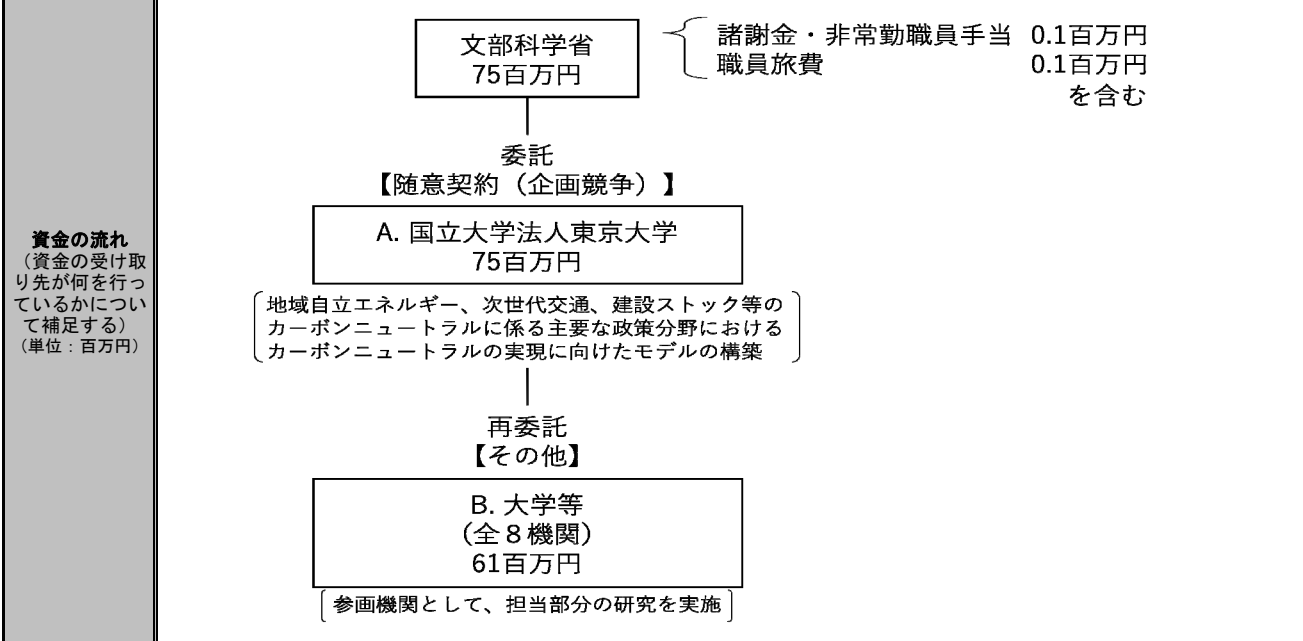 資金の流れ
（資金の受け取
り先が何を行っ
ているかについ
て補足する）
（単位：百万円）
文部科学省
75百万円
諸謝金・非常勤職員手当 0.1百万円
職員旅費 0.1百万円
を含む
委託
【随意契約（企画競争）】
A. 国立大学法人東京大学
75百万円
地域自立エネルギー、次世代交通、建設ストック等の
カーボンニュートラルに係る主要な政策分野における
カーボンニュートラルの実現に向けたモデルの構築
再委託
【その他】
B. 大学等
（全８機関）
61百万円
参画機関として、担当部分の研究を実施